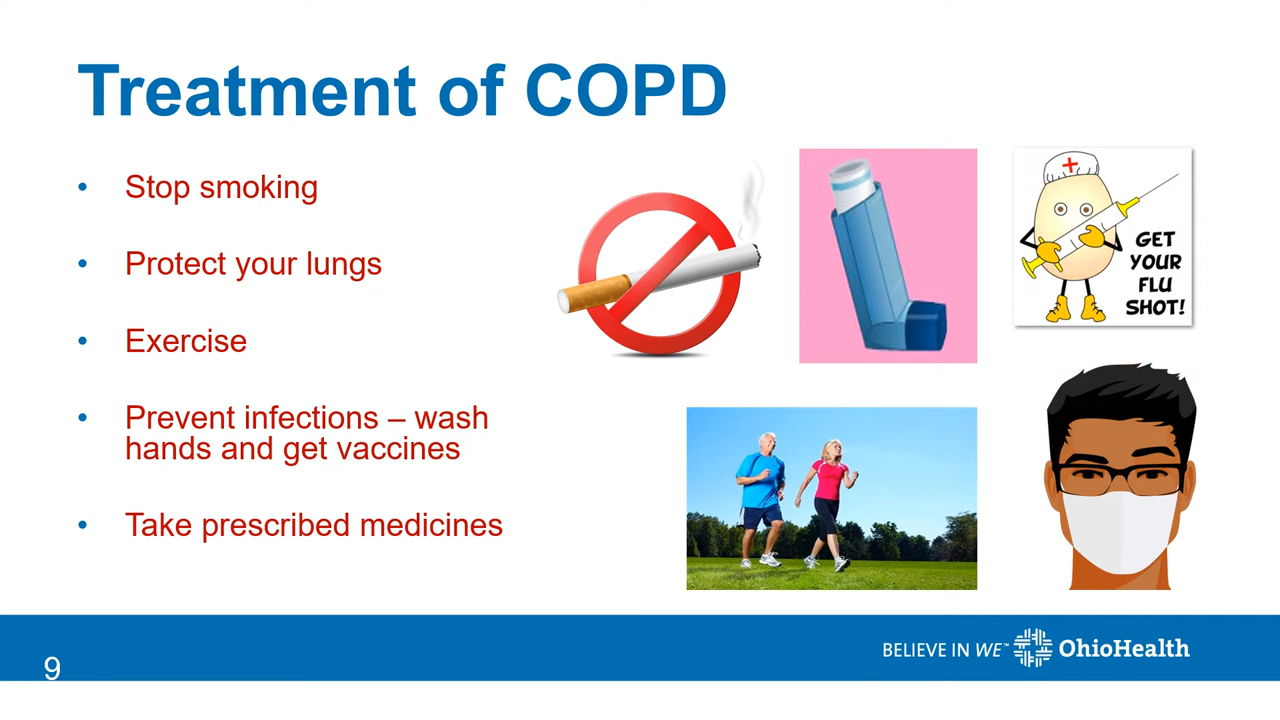 Treatment of COPD
• Stop smoking
• Protect your lungs
• Exercise
• Prevent infections – wash
hands and get vaccines
• Take prescribed medicines
GET
YOUR
FLU
SHOT!
9
BELIEVE IN WE™ OhioHealth